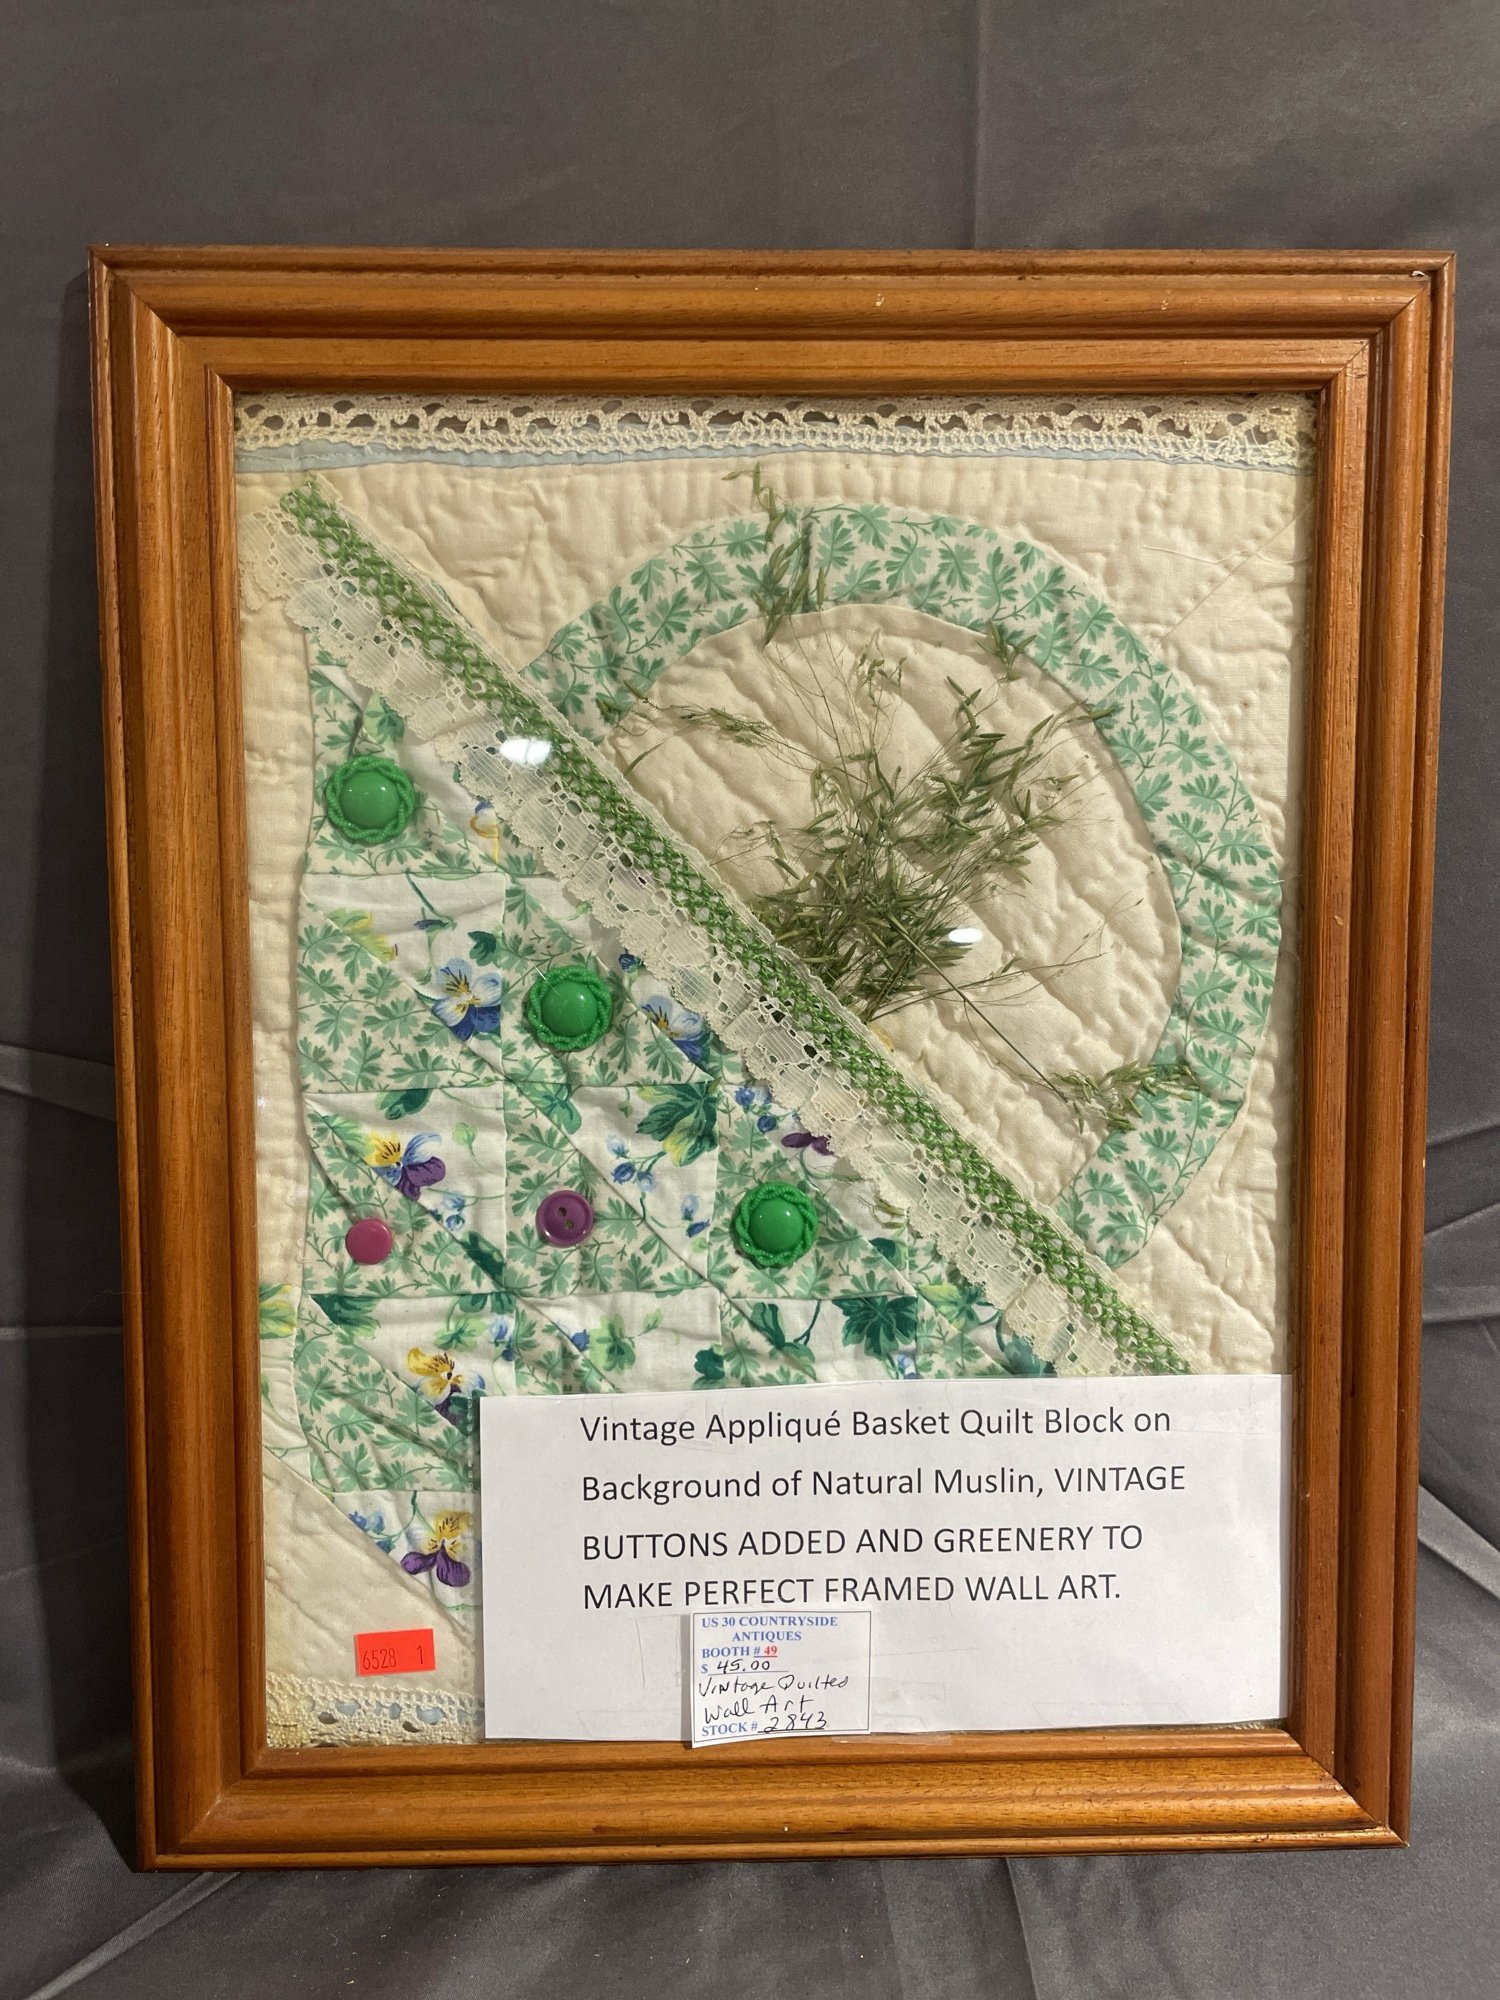 Vintage Appliqué Basket Quilt Block on
Background of Natural Muslin, VINTAGE
BUTTONS ADDED AND GREENERY TO
MAKE PERFECT FRAMED WALL ART.
US 30 COUNTRYSIDE
ANTIQUES
BOOTH # 49
$ 45.00
Vintage Quilted
Wall Art
STOCK # 2843
6528 1